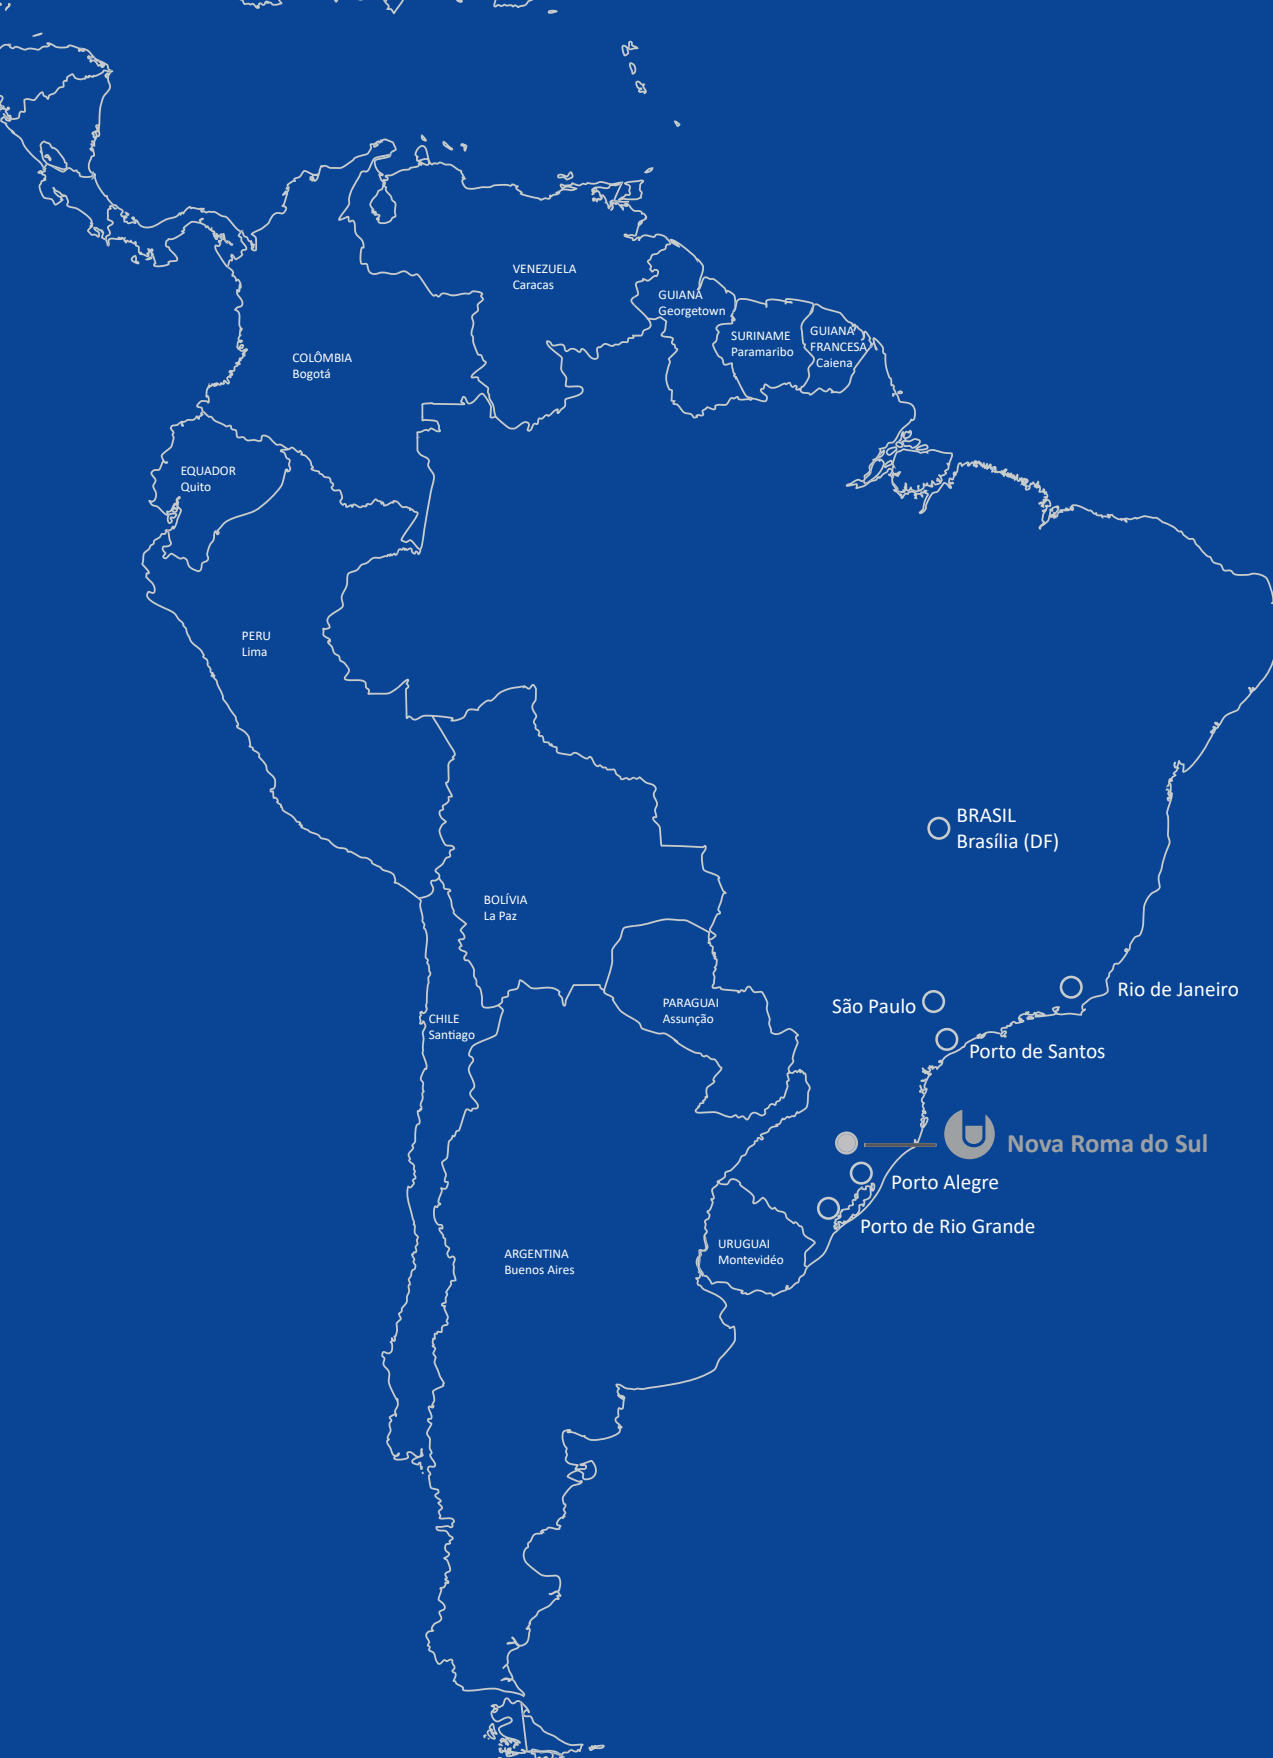 VENEZUELA
Caracas
GUIANA
Georgetown
SURINAME
Paramaribo
GUIANA
FRANCESA
Caiena
COLÔMBIA
Bogotá
EQUADOR
Quito
PERU
Lima
BRASIL
Brasília (DF)
BOLÍVIA
La Paz
Rio de Janeiro
São Paulo
PARAGUAI
Assunção
CHILE
Santiago
Porto de Santos
Nova Roma do Sul
Porto Alegre
Porto de Rio Grande
URUGUAI
Montevidéo
ARGENTINA
Buenos Aires